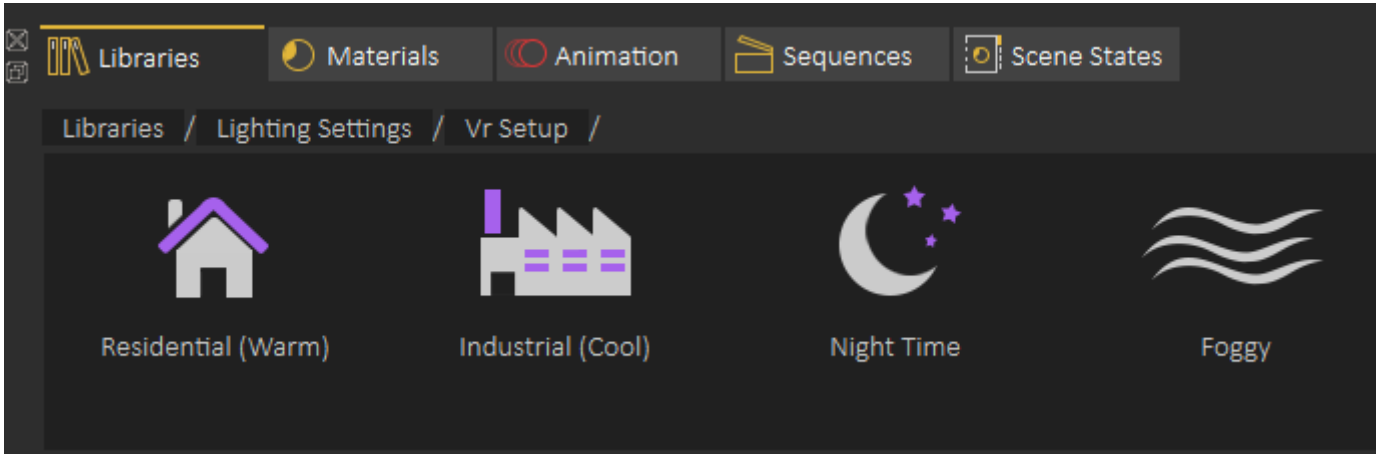 Libraries Materials Animation Sequences Scene States
Libraries / Lighting Settings / Vr Setup /
Residential (Warm) Industrial (Cool) Night Time Foggy